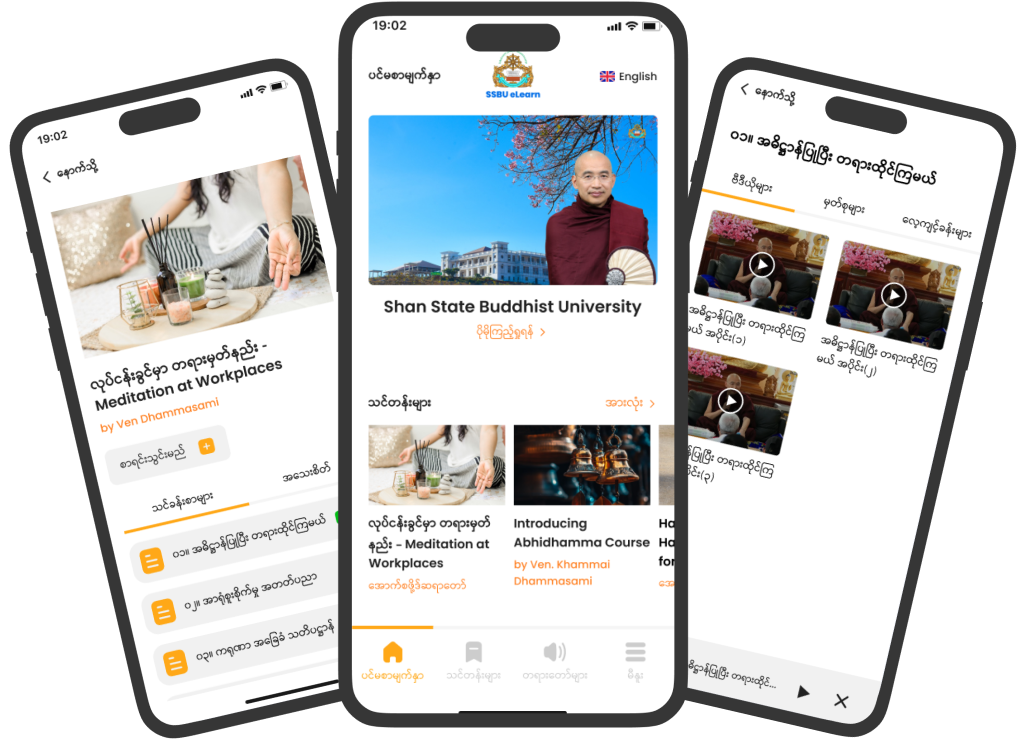 19:02
နောက်သို့
လုပ်ငန်းခွင်မှာ တရားမှတ်နည်း -
Meditation at Workplaces
by Ven Dhammasami
စာရင်းသွင်းမည်
သင်ခန်းစာများ
အသေးစိတ်
၀၁။ အဓိဋ္ဌာန်ပြုပြီး တရားထိုင်ကြမယ်
၀၂။ အာရုံစူးစိုက်မှု အတတ်ပညာ
၀၃။ ကရုဏာ အခြေခံ သတိပဋ္ဌာန်
19:02
ပင်မစာမျက်နှာ
SSBU eLearn
English
Shan State Buddhist University
ပိုမိုကြည့်ရှုရန်
သင်တန်းများ
အားလုံး
လုပ်ငန်းခွင်မှာ တရားမှတ်
နည်း - Meditation at
Workplaces
အောက်စဖို့ဒ်ဆရာတော်
Introducing
Abhidhamma Course
by Ven. Khammai
Dhammasami
Ha
Ha
for
အေ
ပင်မစာမျက်နှာ
သင်တန်းများ
တရားတော်များ
မီနူး
နောက်သို့
၀၁။ အဓိဋ္ဌာန်ပြုပြီး တရားထိုင်ကြမယ်
ဗီဒီယိုများ
မှတ်စုများ
လေ့ကျင့်ခန်းများ
အဓိဋ္ဌာန်ပြုပြီး တရားထိုင်ကြ
မယ် အပိုင်း(၁)
အဓိဋ္ဌာန်ပြုပြီး တရားထိုင်ကြ
မယ် အပိုင်း(၂)
ဓိဋ္ဌာန်ပြုပြီး တရားထိုင်ကြ
ပိုင်း(၃)
ဓိဋ္ဌာန်ပြုပြီး တရားထိုင်...